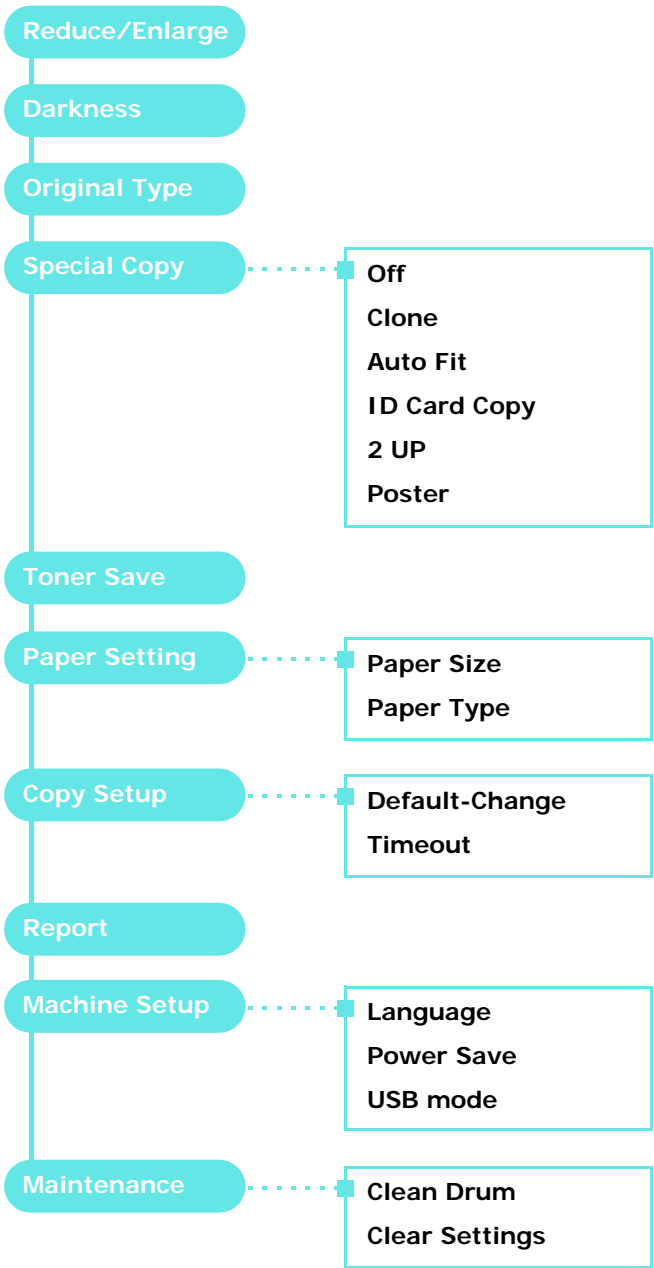 Reduce/Enlarge
Darkness
Original Type
Special Copy
Off
Clone
Auto Fit
ID Card Copy
2 UP
Poster
Toner Save
Paper Setting
Paper Size
Paper Type
Copy Setup
Default-Change
Timeout
Report
Machine Setup
Language
Power Save
USB mode
Maintenance
Clean Drum
Clear Settings